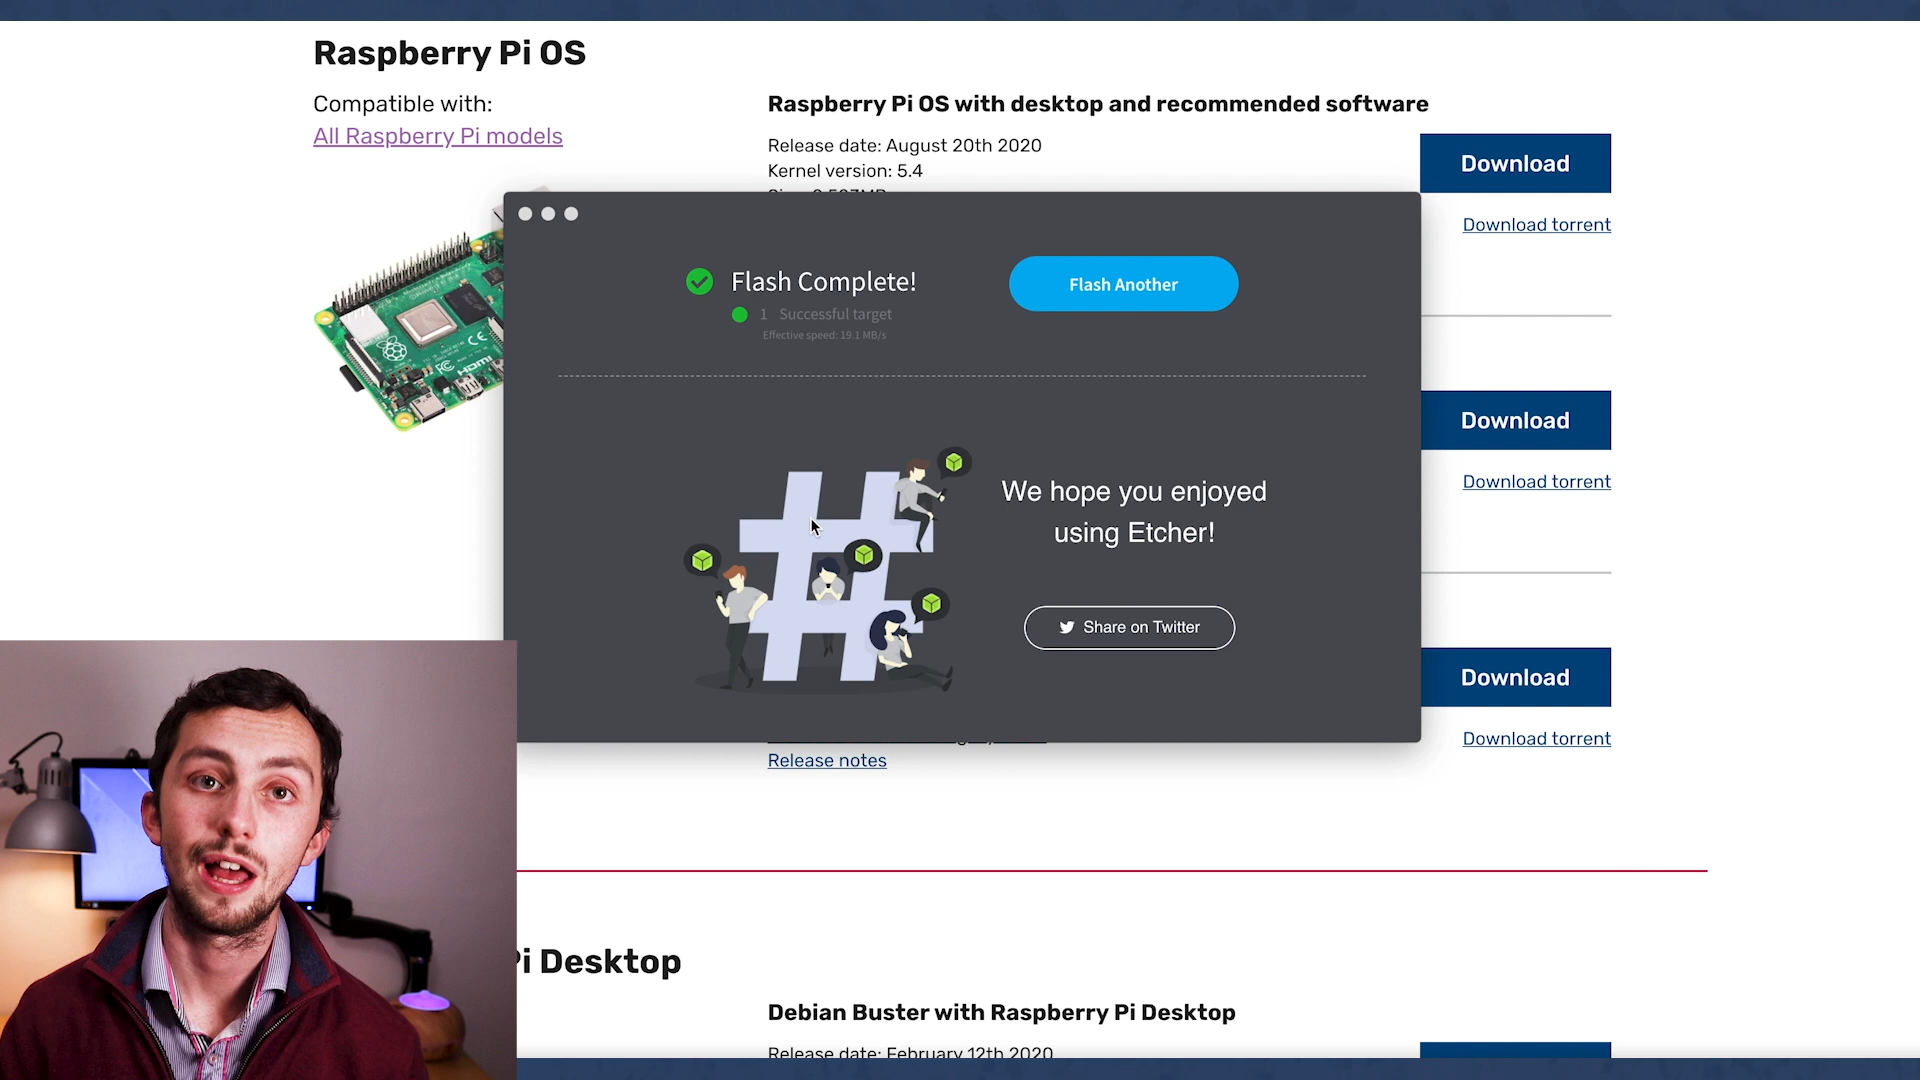 Raspberry Pi OS
Compatible with:
All Raspberry Pi models
Raspberry Pi OS with desktop and recommended software
Release date: August 20th 2020
Kernel version: 5.4
Download
Download torrent
Flash Complete!
1 Successful target
Effective speed: 19.1 MB/s
Flash Another
Download
Download torrent
We hope you enjoyed
using Etcher!
Share on Twitter
Download
Download torrent
Release notes
Pi Desktop
Debian Buster with Raspberry Pi Desktop
Release date: February 12th 2020
HDMI